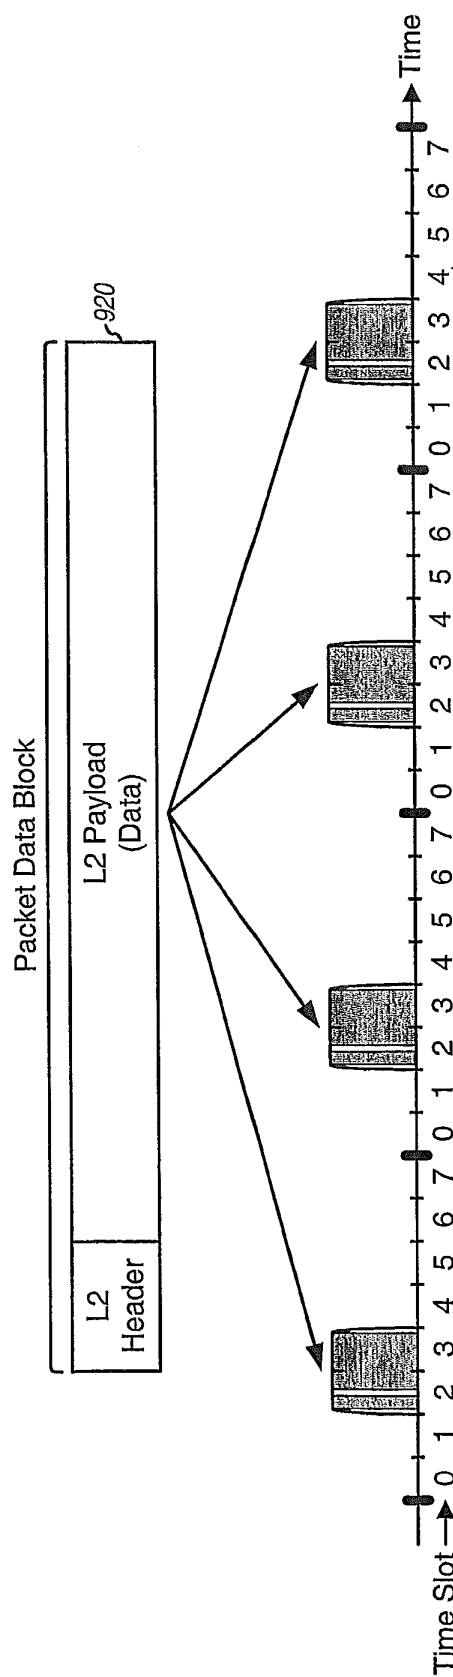 Packet Data Block
L2
Header
L2 Payload
(Data)
920
Time Slot
0 1 2 3 4 5 6 7 0 1 2 3 4 5 6 7 0 1 2 3 4 5 6 7 0 1 2 3 4 5 6 7
Time